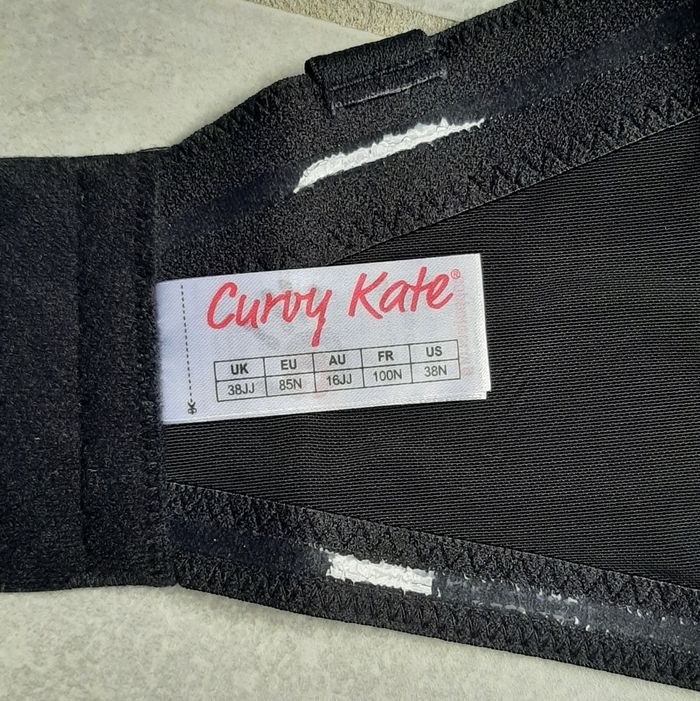 Curvy Kate®
UK EU AU FR US
38JJ 85N 16JJ 100N 38N